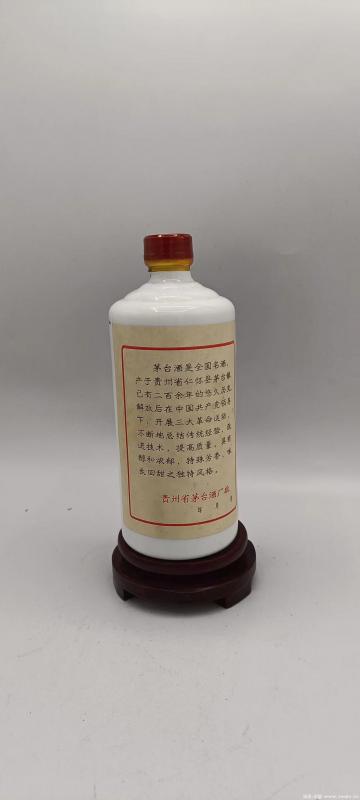 茅台酒是全国名酒，
产于贵州省仁怀县茅台镇
已有二百余年的悠久历史
解放后在中国共产党领导
下，开展三大革命运动，
不断地总结传统经验，改
进技术，提高质量，具有
醇和浓郁，特殊芳香，味
长回甜之独特风格。
贵州省茅台酒厂
年 月 日